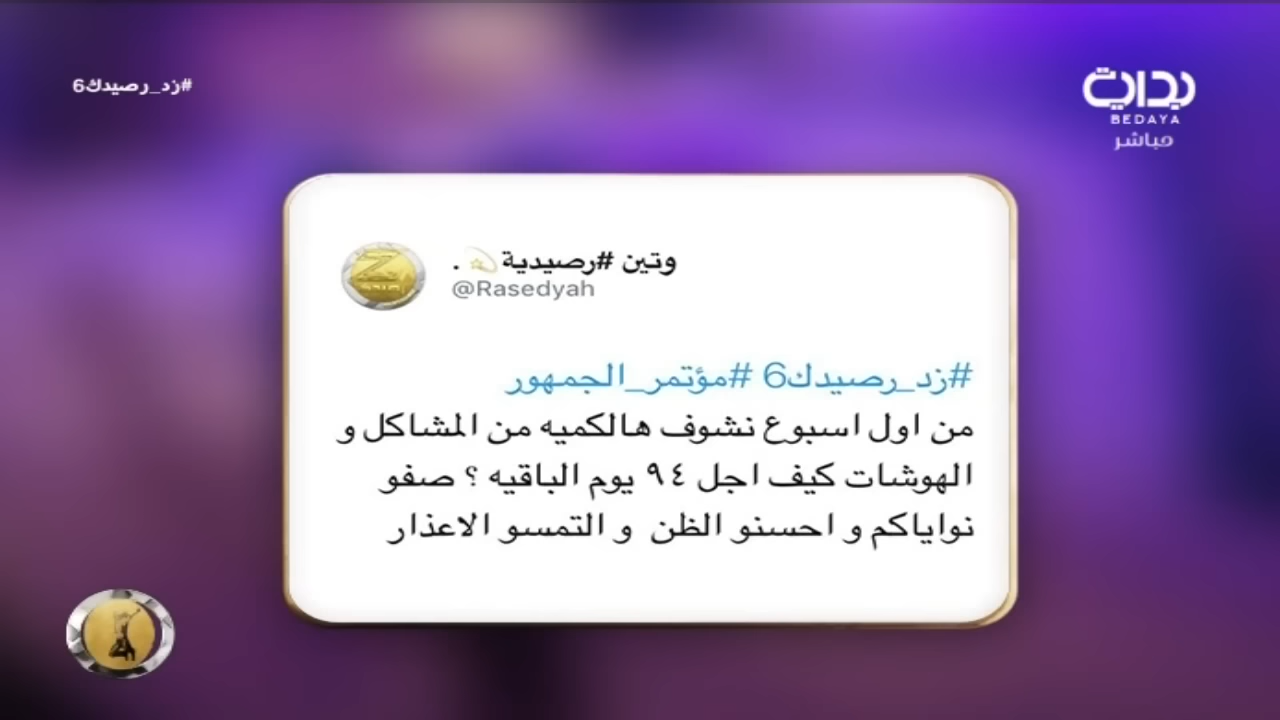 #زد_رصيدك6
بداية
BEDAYA
مباشر
وتين #رصيدية💫 .
@Rasedyah
#زد_رصيدك6 #مؤتمر_الجمهور
من اول اسبوع نشوف هالكميه من المشاكل و
الهوشات كيف اجل ٩٤ يوم الباقيه ؟ صفو
نواياكم و احسنو الظن و التمسو الاعذار